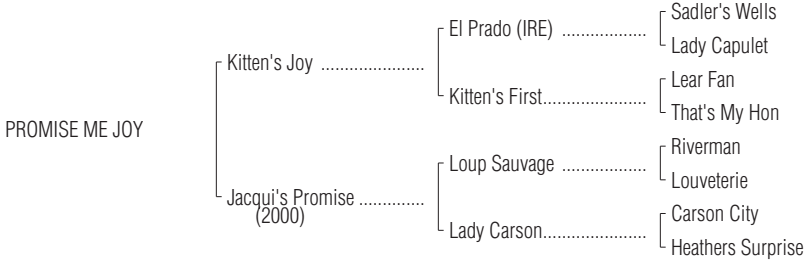 Sadler's Wells
El Prado (IRE) ..................
Lady Capulet
Kitten's Joy ......................
Lear Fan
Kitten's First......................
That's My Hon
PROMISE ME JOY
Riverman
Loup Sauvage ..................
Louveterie
Jacqui's Promise ..............
(2000)
Carson City
Lady Carson......................
Heathers Surprise